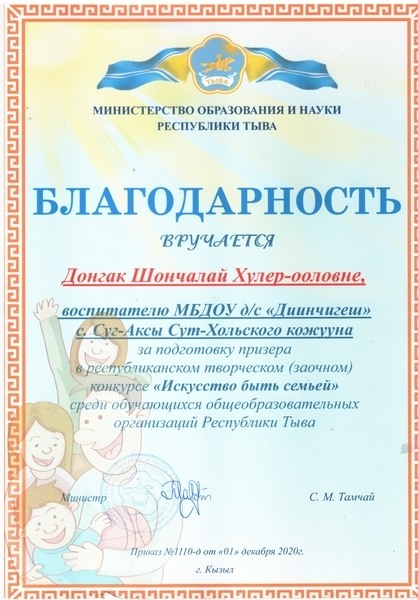 ТЫВА
МИНИСТЕРСТВО ОБРАЗОВАНИЯ И НАУКИ
РЕСПУБЛИКИ ТЫВА
БЛАГОДАРНОСТЬ
ВРУЧАЕТСЯ
Донгак Шончалай Хулер-ооловне,
воспитателю МБДОУ д/с «Диинчигеш»
с. Суг-Аксы Сут-Хольского кожууна
за подготовку призера
в республиканском творческом (заочном)
конкурсе «Искусство быть семьей»
среди обучающихся общеобразовательных
организаций Республики Тыва
Министр С. М. Тамчай
Приказ №1110-д от «01» декабря 2020г.
г. Кызыл